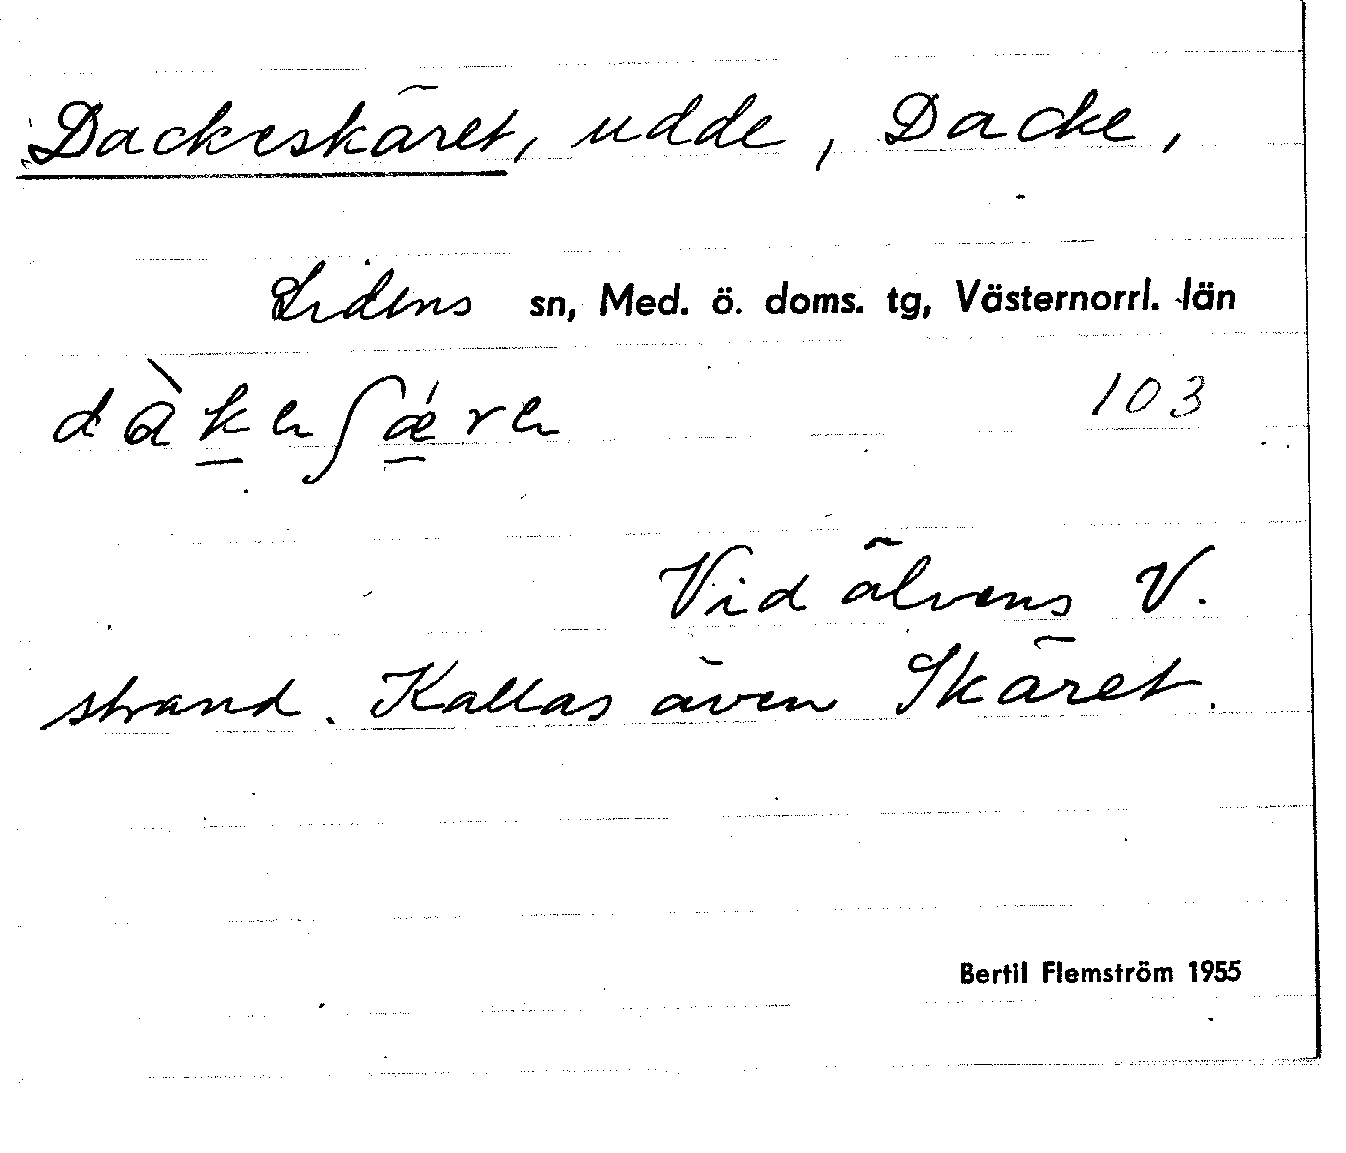 Dackeskäret, udde, Dacke,
Lidens sn, Med. ö. doms. tg, Västernorrl. län
dàkeʃǽre 103
Vid älvens V.
strand. Kallas även Skäret.
Bertil Flemström 1955